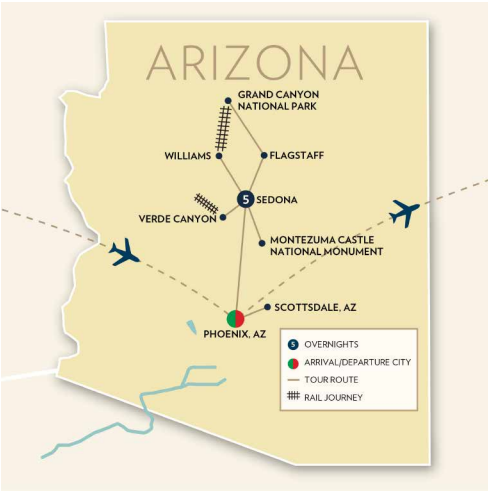 ARIZONA
GRAND CANYON
NATIONAL PARK
WILLIAMS
FLAGSTAFF
5
SEDONA
VERDE CANYON
MONTEZUMA CASTLE
NATIONAL MONUMENT
SCOTTSDALE, AZ
PHOENIX, AZ
5 OVERNIGHTS
ARRIVAL/DEPARTURE CITY
TOUR ROUTE
RAIL JOURNEY